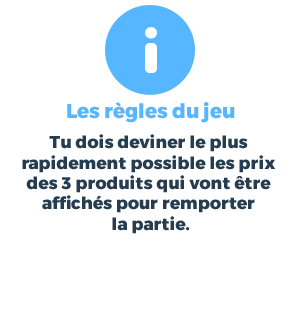 Les règles du jeu
Tu dois deviner le plus
rapidement possible les prix
des 3 produits qui vont être
affichés pour remporter
la partie.